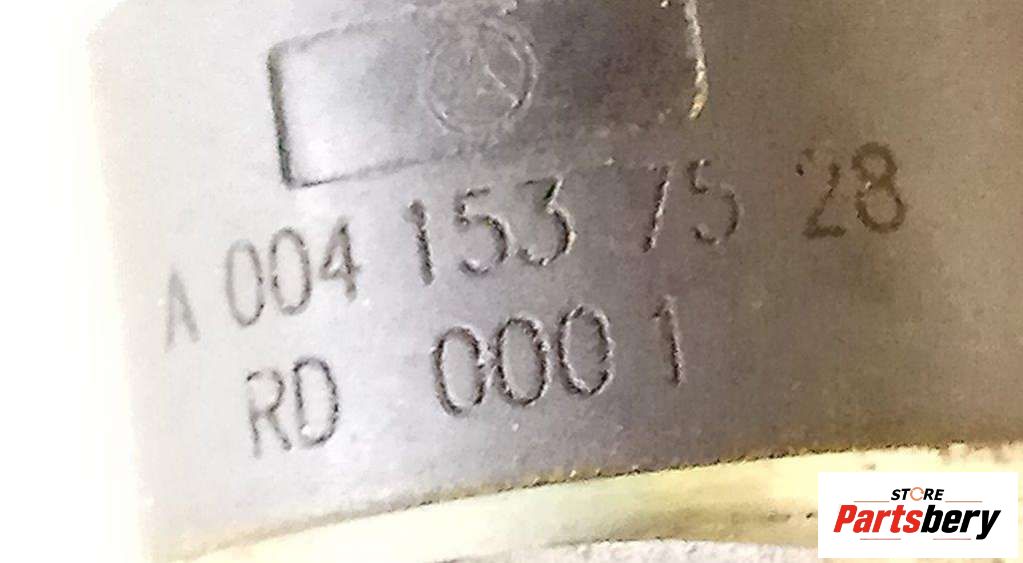 A 004 153 75 28
RD 000 1
STORE
Partsbery